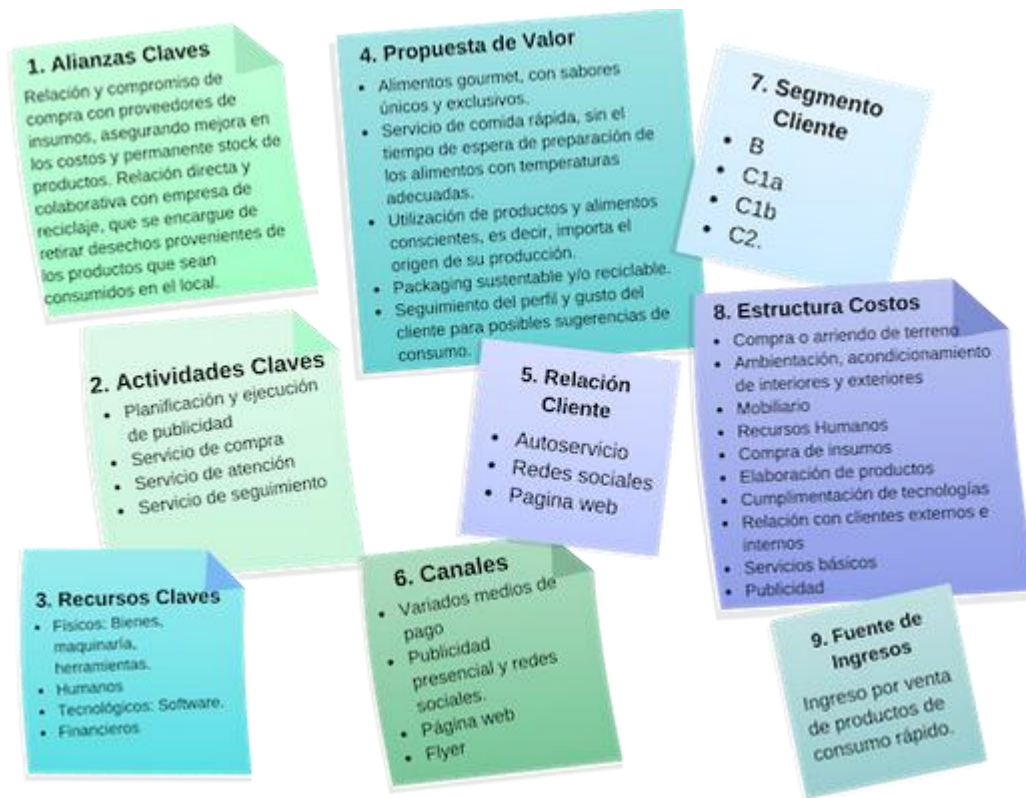 1. Alianzas Claves
Relación y compromiso de
compra con proveedores de
insumos, asegurando mejora en
los costos y permanente stock de
productos. Relación directa y
colaborativa con empresa de
reciclaje, que se encargue de
retirar desechos provenientes de
los productos que sean
consumidos en el local.
2. Actividades Claves
• Planificación y ejecución
de publicidad
• Servicio de compra
• Servicio de atención
• Servicio de seguimiento
3. Recursos Claves
• Físicos: Bienes,
maquinaría,
herramientas.
• Humanos
• Tecnológicos: Software.
• Financieros
4. Propuesta de Valor
• Alimentos gourmet, con sabores
únicos y exclusivos.
• Servicio de comida rápida, sin el
tiempo de espera de preparación de
los alimentos con temperaturas
adecuadas.
• Utilización de productos y alimentos
conscientes, es decir, importa el
origen de su producción.
• Packaging sustentable y/o reciclable.
• Seguimiento del perfil y gusto del
cliente para posibles sugerencias de
consumo.
5. Relación
Cliente
• Autoservicio
• Redes sociales
• Pagina web
6. Canales
• Variados medios de
pago
• Publicidad
presencial y redes
sociales.
• Página web
• Flyer
7. Segmento
Cliente
• B
• C1a
• C1b
• C2.
8. Estructura Costos
• Compra o arriendo de terreno
• Ambientación, acondicionamiento
de interiores y exteriores
• Mobiliario
• Recursos Humanos
• Compra de insumos
• Elaboración de productos
• Cumplimentación de tecnologías
• Relación con clientes externos e
internos
• Servicios básicos
• Publicidad
9. Fuente de
Ingresos
Ingreso por venta
de productos de
consumo rápido.